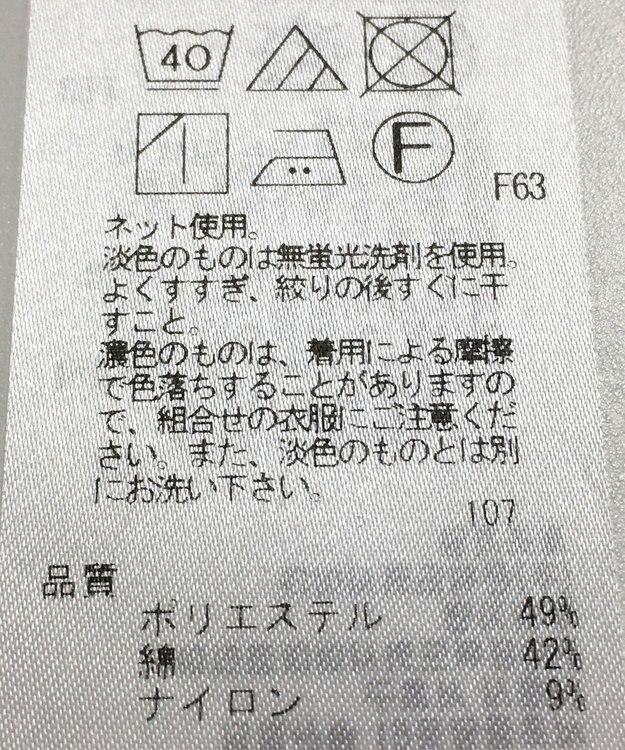 40
F
F63
ネット使用。
淡色のものは無蛍光洗剤を使用。
よくすすぎ、絞りの後すぐに干
すこと。
濃色のものは、着用による摩擦
で色落ちすることがありますの
で、組合せの衣服にご注意くだ
さい。また、淡色のものとは別
にお洗い下さい。
107
品質
ポリエステル 49%
綿 42%
ナイロン 9%